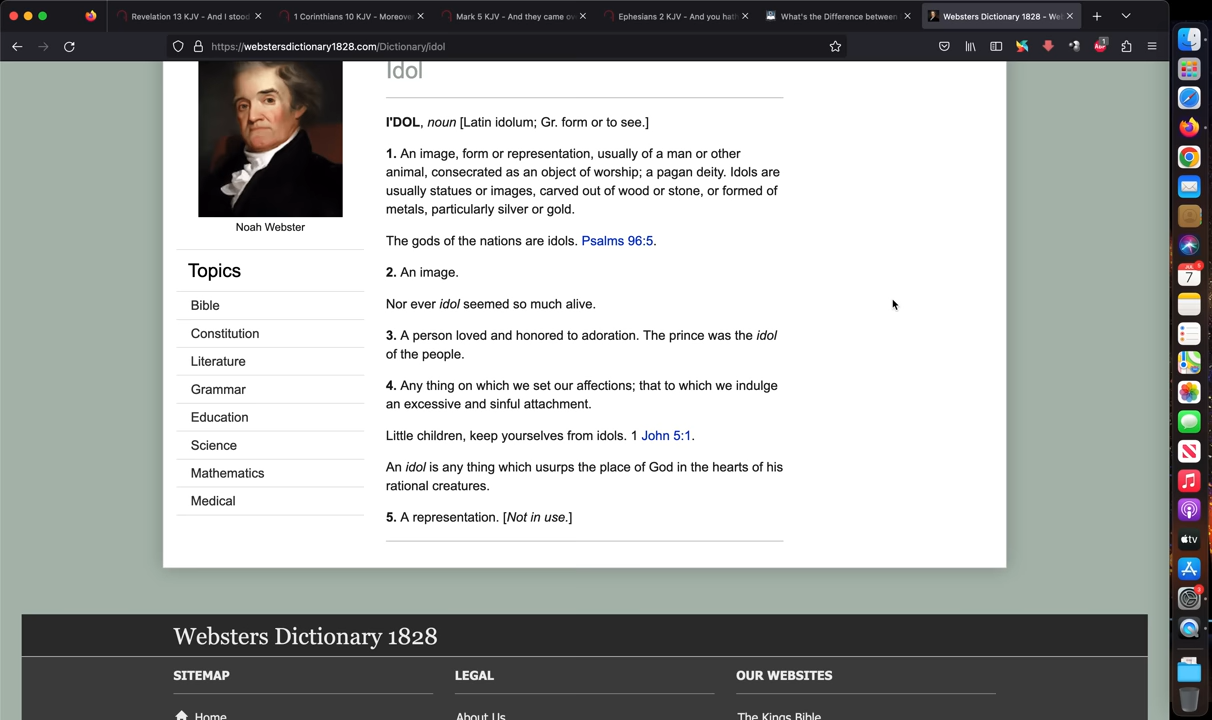 Revelation 13 KJV - And I stood
1 Corinthians 10 KJV - Moreove
Mark 5 KJV - And they came o
Ephesians 2 KJV - And you hat
What's the Difference between
Websters Dictionary 1828 - We
https://webstersdictionary1828.com/Dictionary/idol
Idol
I'DOL, noun [Latin idolum; Gr. form or to see.]
1. An image, form or representation, usually of a man or other
animal, consecrated as an object of worship; a pagan deity. Idols are
usually statues or images, carved out of wood or stone, or formed of
metals, particularly silver or gold.
The gods of the nations are idols. Psalms 96:5.
2. An image.
Nor ever idol seemed so much alive.
3. A person loved and honored to adoration. The prince was the idol
of the people.
4. Any thing on which we set our affections; that to which we indulge
an excessive and sinful attachment.
Little children, keep yourselves from idols. 1 John 5:1.
An idol is any thing which usurps the place of God in the hearts of his
rational creatures.
5. A representation. [Not in use.]
Noah Webster
Topics
Bible
Constitution
Literature
Grammar
Education
Science
Mathematics
Medical
Websters Dictionary 1828
SITEMAP
LEGAL
OUR WEBSITES
Home
About Us
The Kings Bible
7
tv